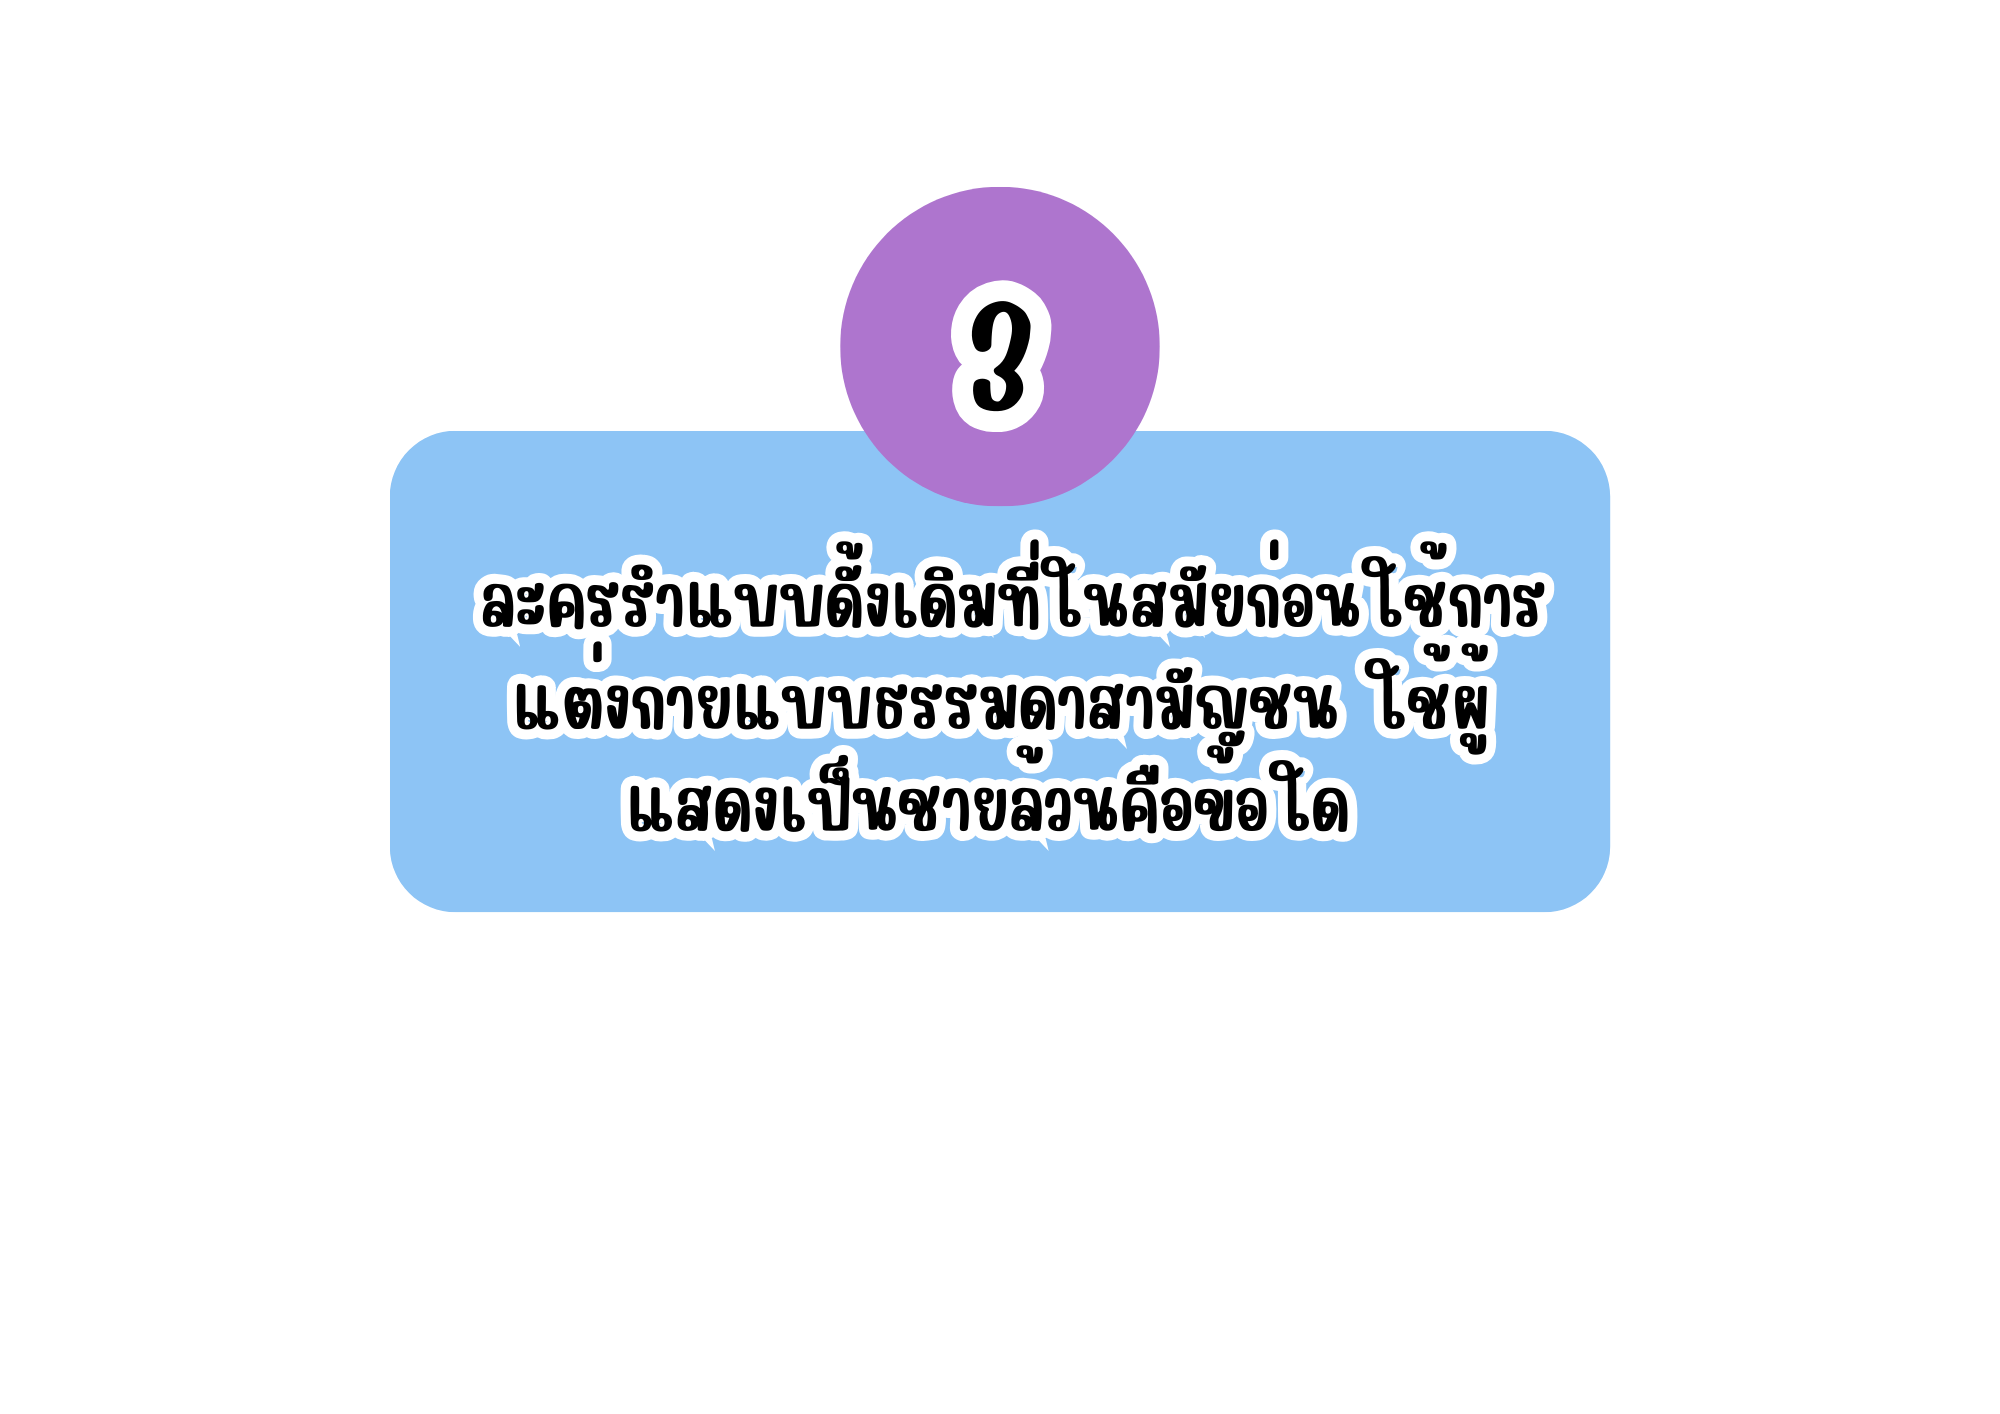 3
ละครรำแบบดั้งเดิมที่ในสมัยก่อนใช้การ
แต่งกายแบบธรรมดาสามัญชน ใช้ผู้
แสดงเป็นชายล้วนคือข้อใด